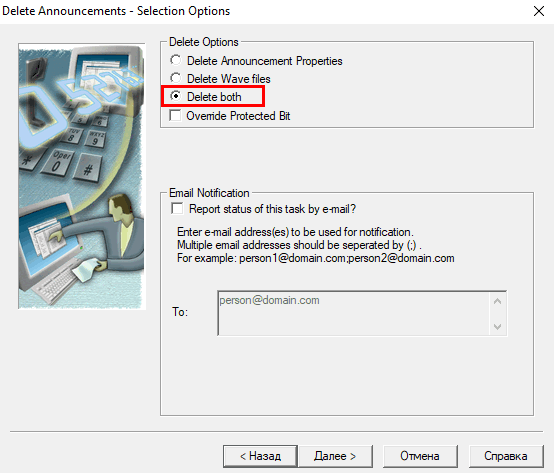 Delete Announcements - Selection Options
Delete Options
Delete Announcement Properties
Delete Wave files
Delete both
Override Protected Bit
Email Notification
Report status of this task by e-mail?
Enter e-mail address(es) to be used for notification.
Multiple email addresses should be seperated by (;) .
For example: person1@domain.com;person2@domain.com
To:
person@domain.com
< Назад
Далее >
Отмена
Справка